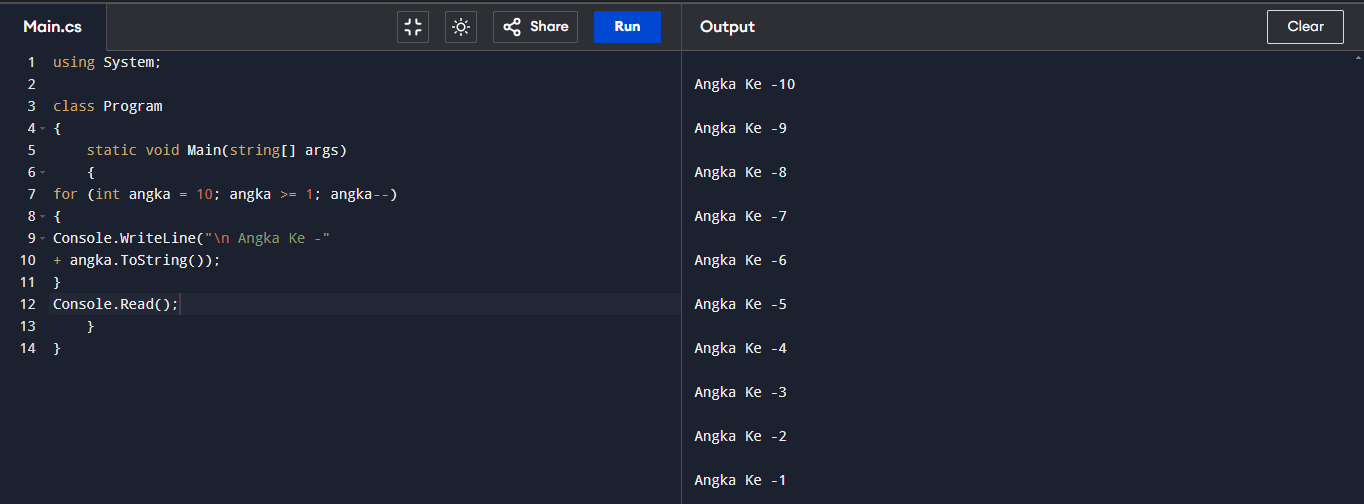 Main.cs
Share
Run
1 using System;
2
3 class Program
4 {
5     static void Main(string[] args)
6     {
7 for (int angka = 10; angka >= 1; angka--)
8 {
9 Console.WriteLine("\n Angka Ke -"
10 + angka.ToString());
11 }
12 Console.Read();
13     }
14 }
Output
Clear
Angka Ke -10
Angka Ke -9
Angka Ke -8
Angka Ke -7
Angka Ke -6
Angka Ke -5
Angka Ke -4
Angka Ke -3
Angka Ke -2
Angka Ke -1